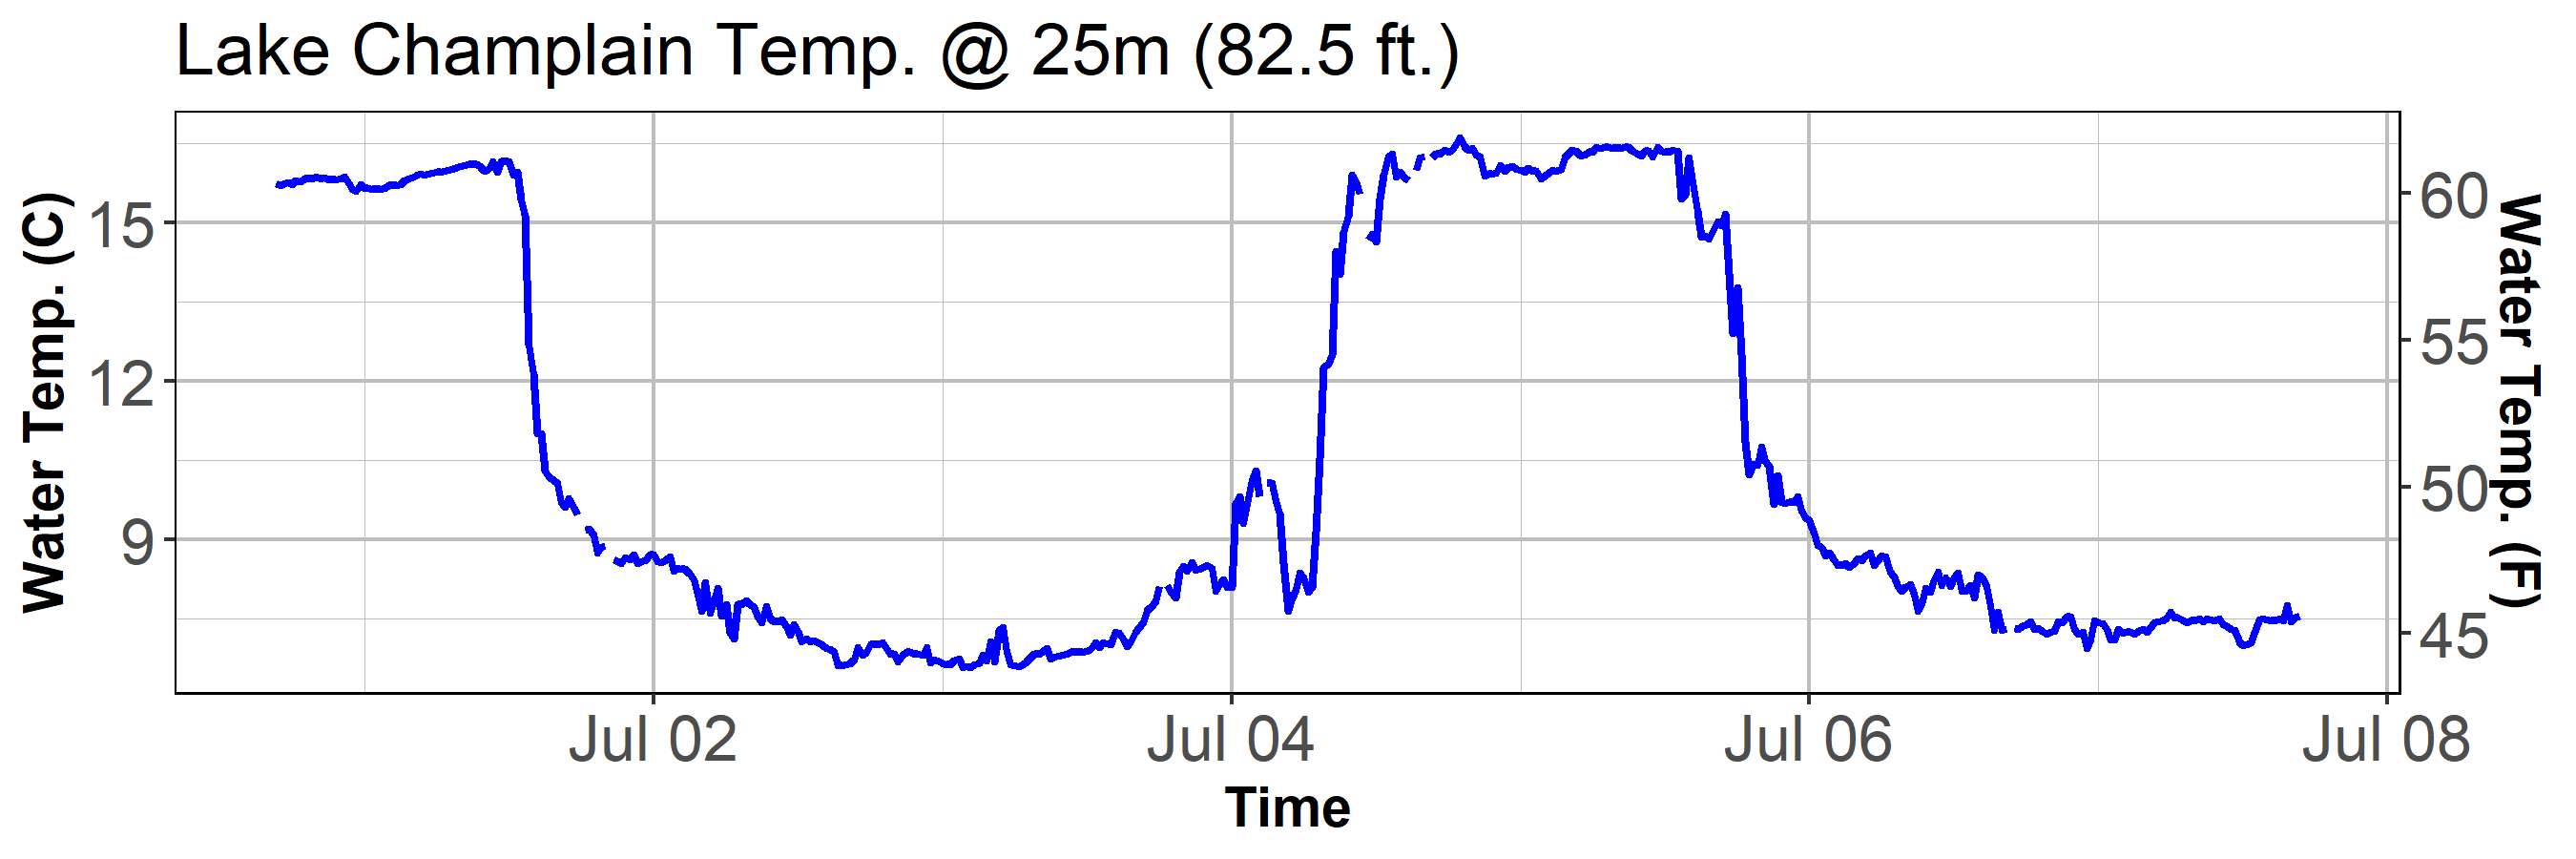 Lake Champlain Temp. @ 25m (82.5 ft.)
Water Temp. (C)
15
12
9
60
55
50
45
Water Temp. (F)
Jul 02 Jul 04 Jul 06 Jul 08
Time